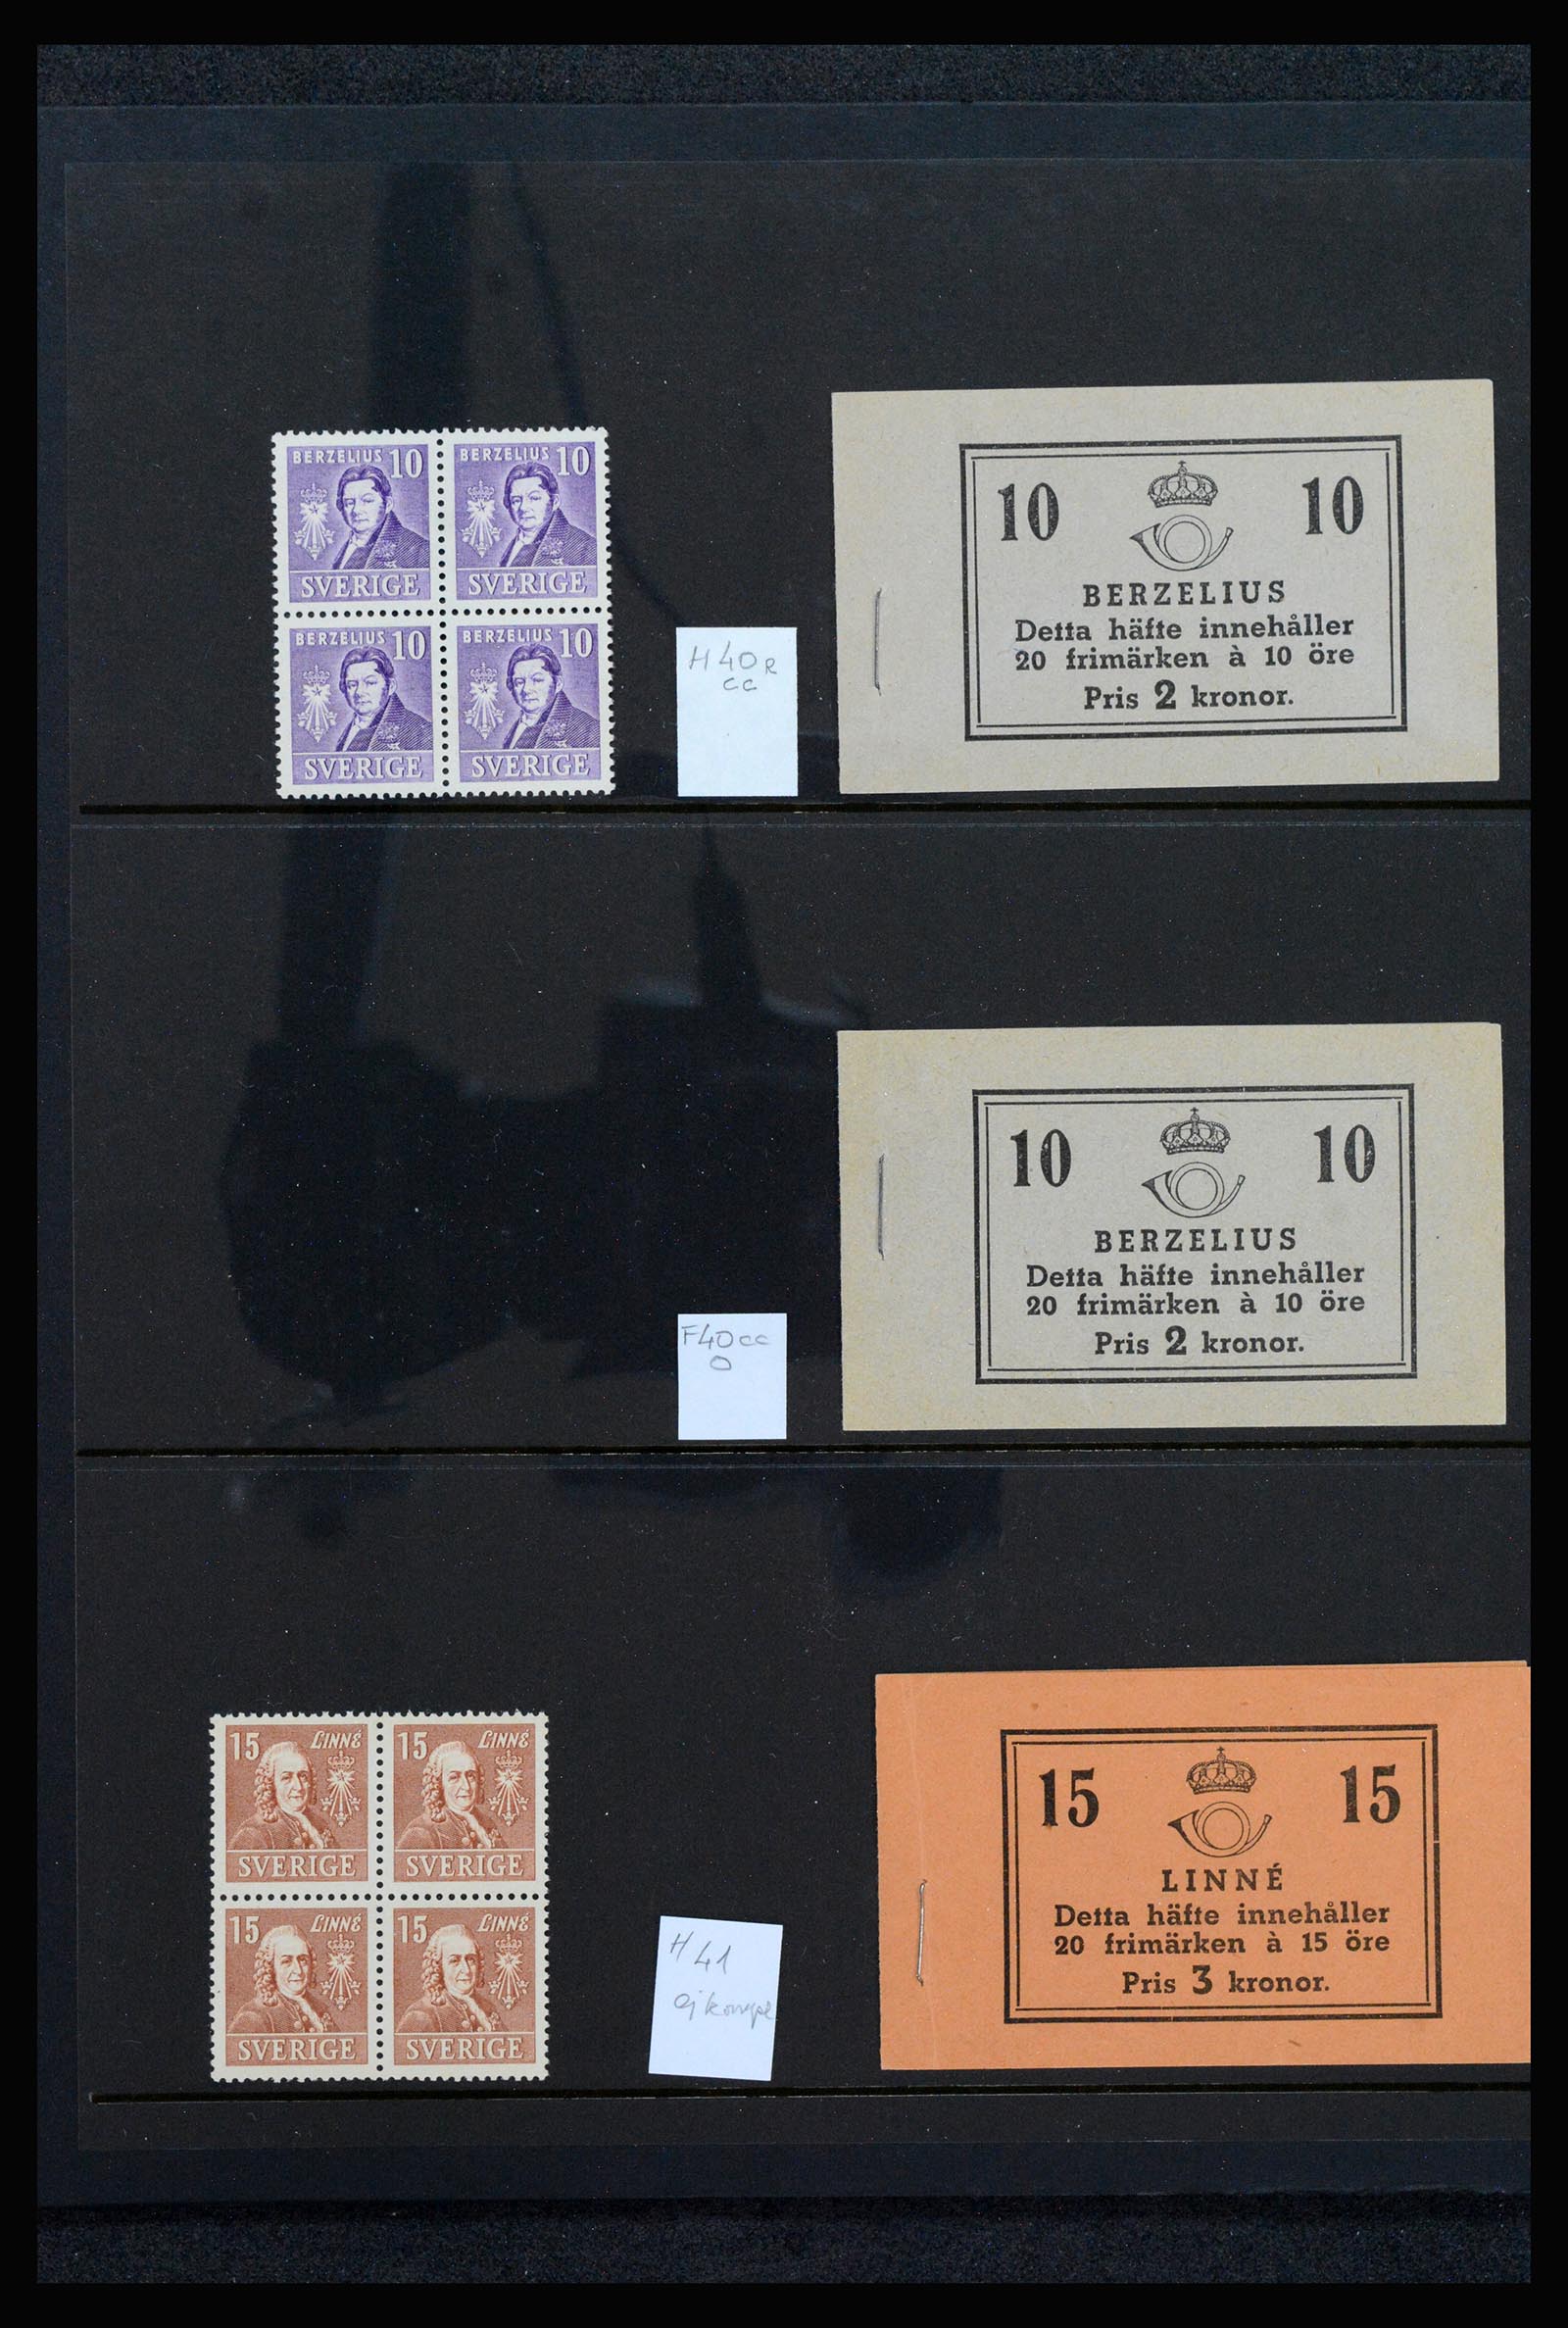 BERZELIUS 10
BERZELIUS 10
SVERIGE
SVERIGE
BERZELIUS 10
BERZELIUS 10
SVERIGE
SVERIGE
H40R
cc
10 10
BERZELIUS
Detta häfte innehåller
20 frimärken à 10 öre
Pris 2 kronor.
F40cc
O
10 10
BERZELIUS
Detta häfte innehåller
20 frimärken à 10 öre
Pris 2 kronor.
15 LINNÉ
15 LINNÉ
SVERIGE
SVERIGE
15 LINNÉ
15 LINNÉ
SVERIGE
SVERIGE
H41
ej
15 15
LINNÉ
Detta häfte innehåller
20 frimärken à 15 öre
Pris 3 kronor.